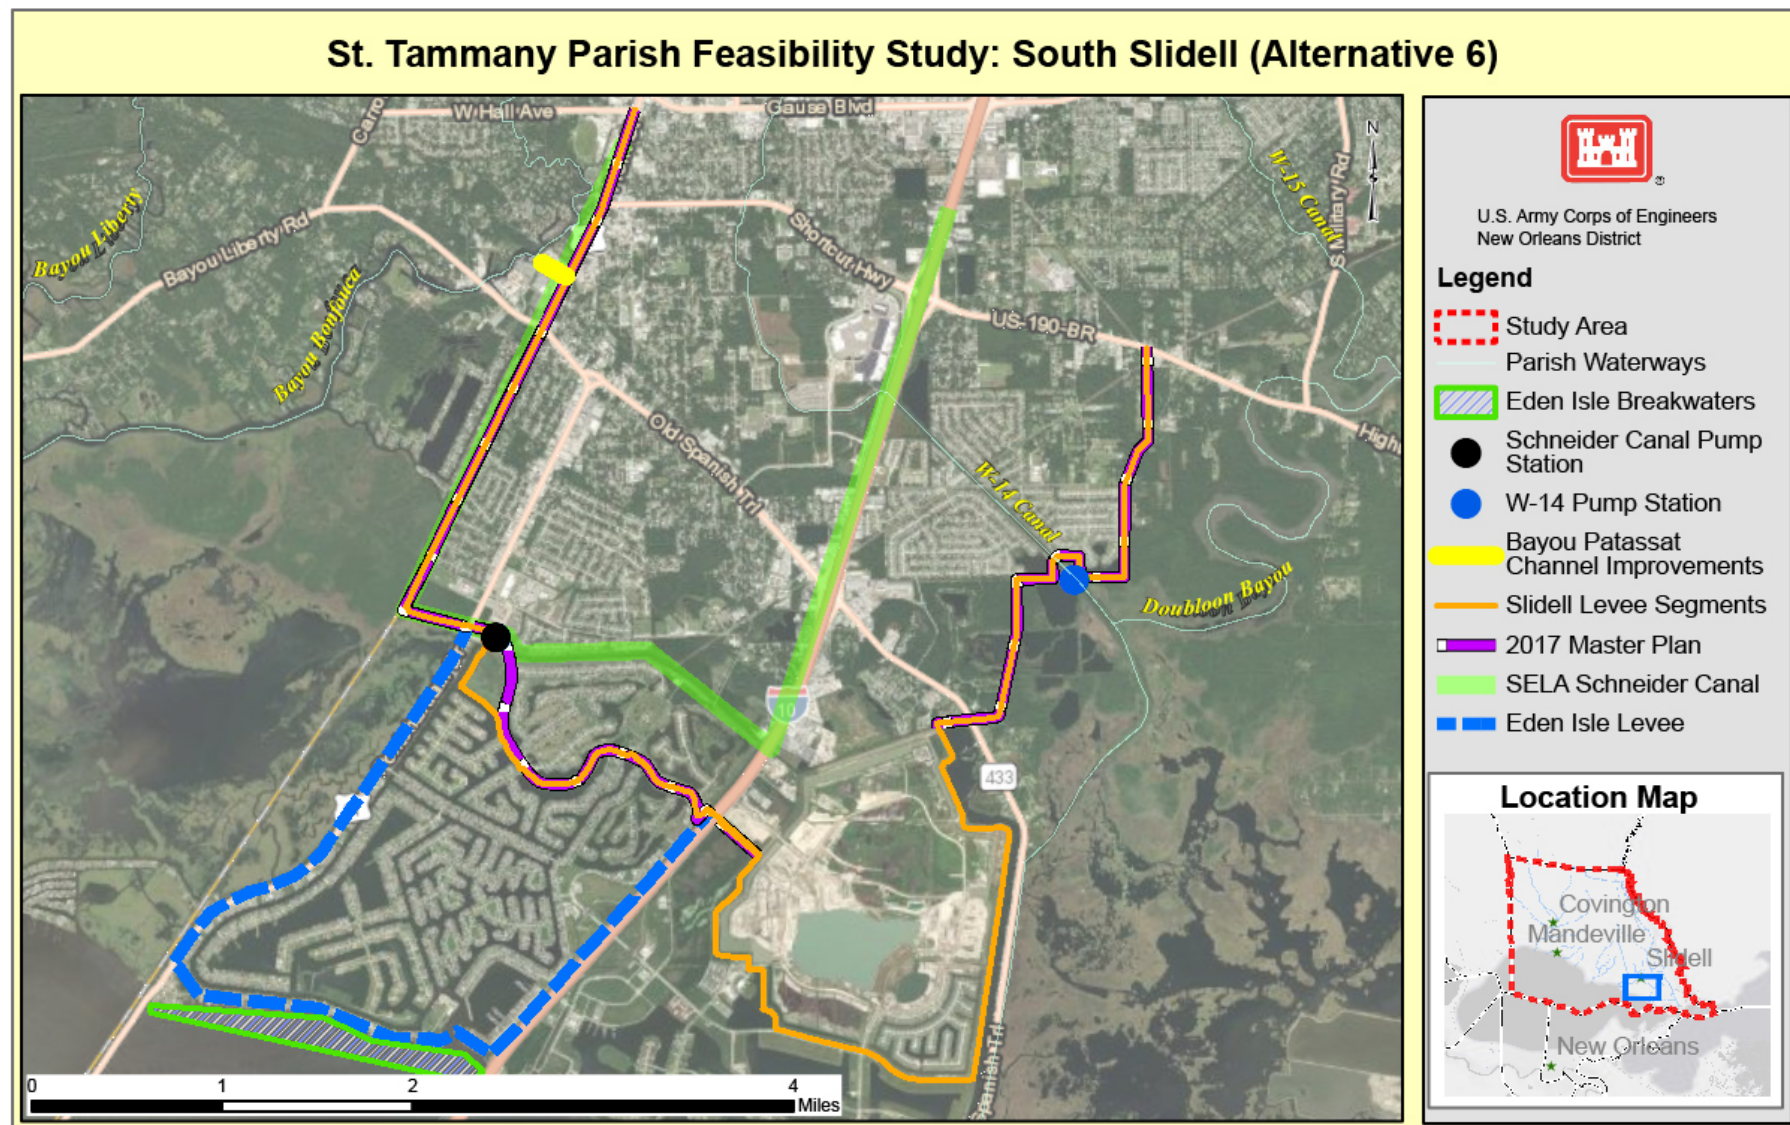 St. Tammany Parish Feasibility Study: South Slidell (Alternative 6)
W Hall Ave
Gause Blvd
Carro
N
W-15 Canal
S Military Rd
Bayou Liberty
Bayou Liberty Rd
Shortcut Hwy
Bayou Bonfouca
US-190-BR
Old Spanish Trl
High
W-14 Canal
Doubloon Bayou
10
433
Spanish Trl
0 1 2 4
Miles
U.S. Army Corps of Engineers
New Orleans District
Legend
Study Area
Parish Waterways
Eden Isle Breakwaters
Schneider Canal Pump
Station
W-14 Pump Station
Bayou Patassat
Channel Improvements
Slidell Levee Segments
2017 Master Plan
SELA Schneider Canal
Eden Isle Levee
Location Map
Covington
Mandeville
Slidell
New Orleans